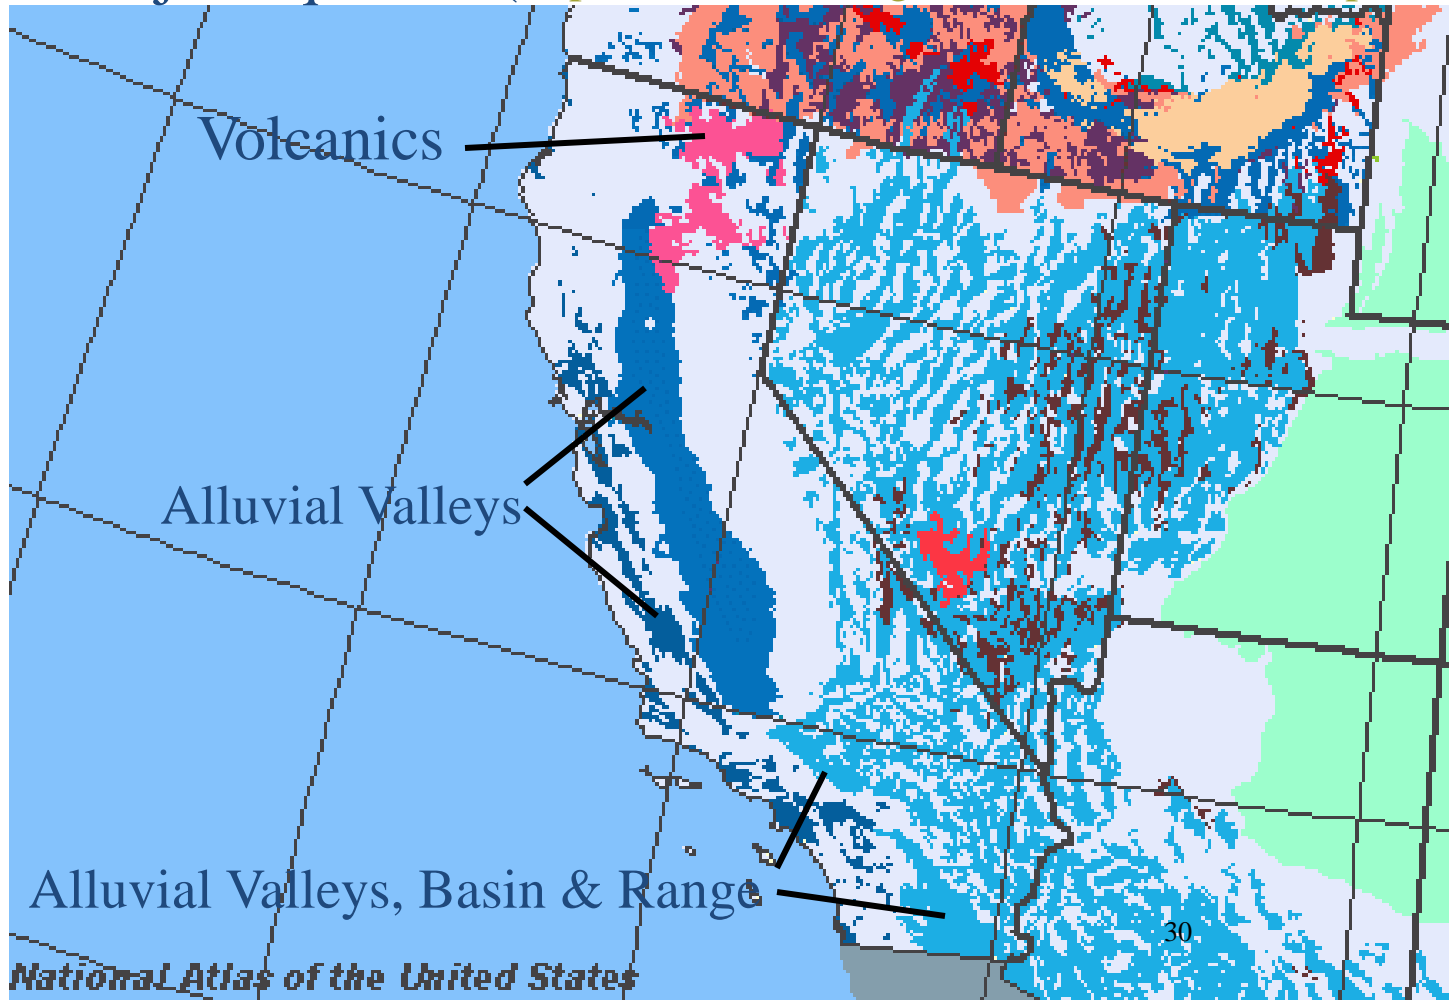 Volcanics
Alluvial Valleys
Alluvial Valleys, Basin & Range
30
National Atlas of the United States